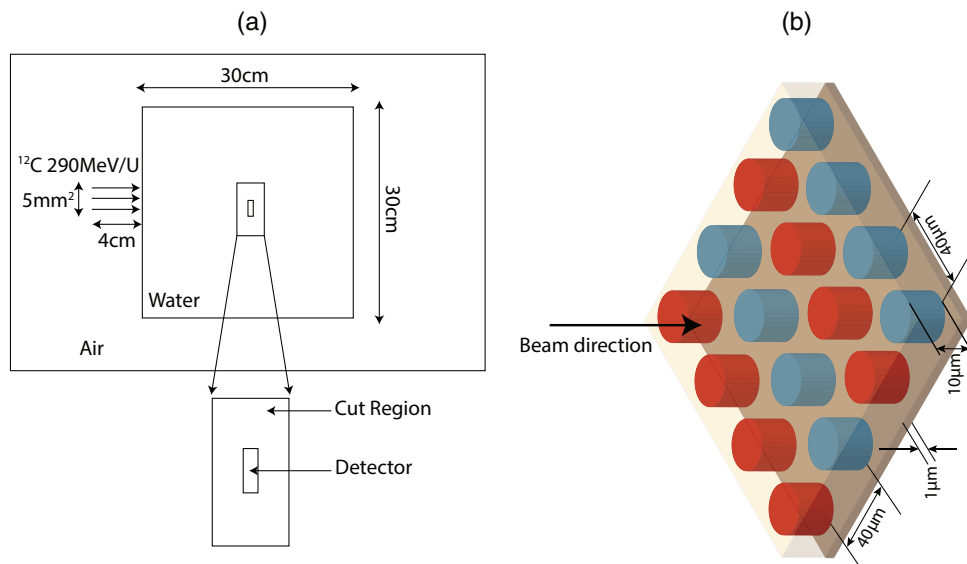 (a)
30cm
¹²C 290MeV/U
5mm²
4cm
30cm
Water
Air
Cut Region
Detector
(b)
40μm
Beam direction
10μm
1μm
40μm